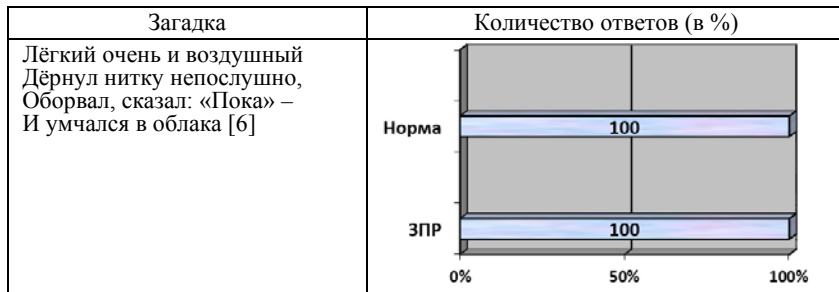 Загадка
Количество ответов (в %)
Лёгкий очень и воздушный
Дёрнул нитку непослушно,
Оборвал, сказал: «Пока» –
И умчался в облака [6]
Норма
100
ЗПР
100
0%
50%
100%